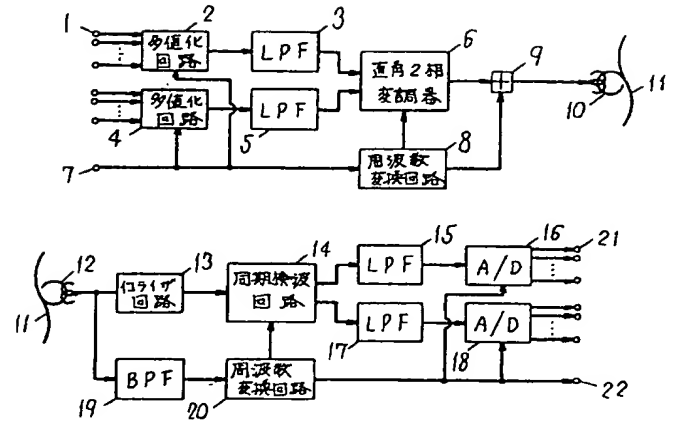 1
2
3
6
9
多値化
回路
LPF
直角2相
変調器
10
11
多値化
回路
LPF
4
5
8
7
周波数
変換回路
12
13
14
15
16
21
イコライザ
回路
同期検波
回路
LPF
A/D
11
LPF
A/D
17
18
BPF
周波数
変換回路
19
20
22